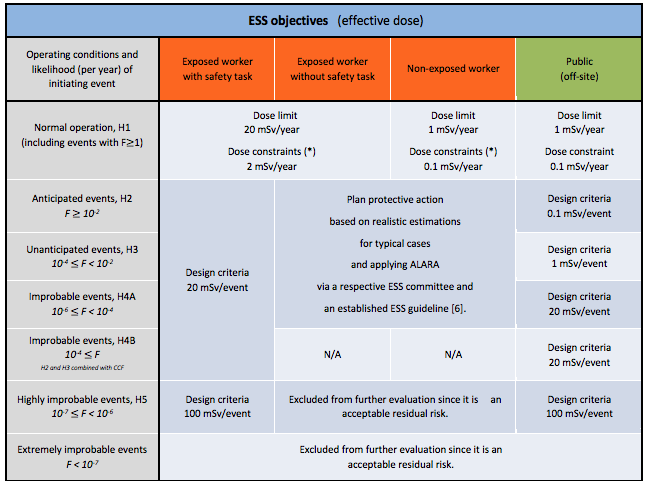 ESS objectives (effective dose)
Operating conditions and
likelihood (per year) of
initiating event
Exposed worker
with safety task
Exposed worker
without safety task
Non-exposed worker
Public
(off-site)
Normal operation, H1
(including events with F≥1)
Dose limit
20 mSv/year
Dose constraints (*)
2 mSv/year
Dose limit
1 mSv/year
Dose constraints (*)
0.1 mSv/year
Dose limit
1 mSv/year
Dose constraint
0.1 mSv/year
Anticipated events, H2
F ≥ 10⁻²
Design criteria
20 mSv/event
Plan protective action
based on realistic estimations
for typical cases
and applying ALARA
via a respective ESS committee and
an established ESS guideline [6].
Design criteria
0.1 mSv/event
Unanticipated events, H3
10⁻⁴ ≤ F < 10⁻²
Design criteria
1 mSv/event
Improbable events, H4A
10⁻⁶ ≤ F < 10⁻⁴
Design criteria
20 mSv/event
Improbable events, H4B
10⁻⁴ ≤ F
H2 and H3 combined with CCF
N/A
N/A
Design criteria
20 mSv/event
Highly improbable events, H5
10⁻⁷ ≤ F < 10⁻⁶
Design criteria
100 mSv/event
Excluded from further evaluation since it is an
acceptable residual risk.
Design criteria
100 mSv/event
Extremely improbable events
F < 10⁻⁷
Excluded from further evaluation since it is an
acceptable residual risk.